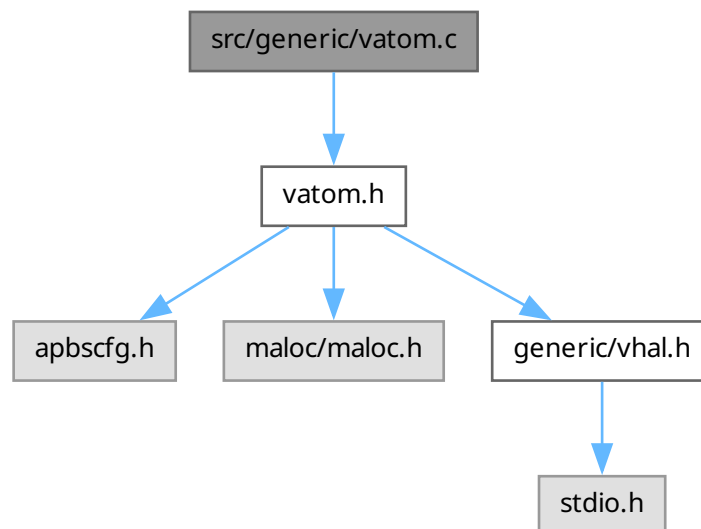 src/generic/vatom.c
vatom.h
apbscfg.h
maloc/maloc.h
generic/vhal.h
stdio.h